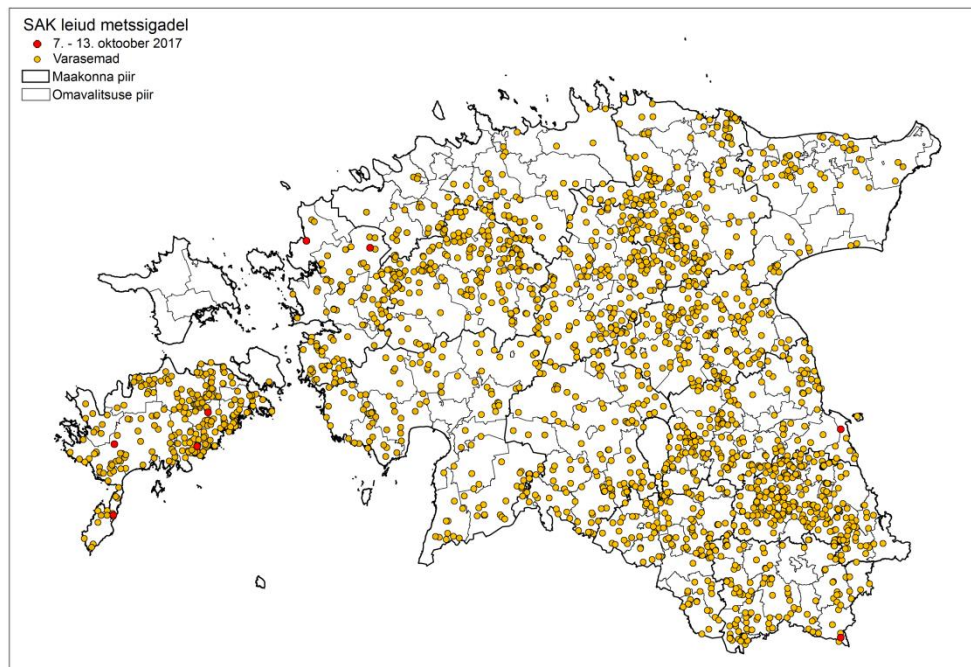 SAK leiud metssigadel
7. - 13. oktoober 2017
Varasemad
Maakonna piir
Omavalitsuse piir